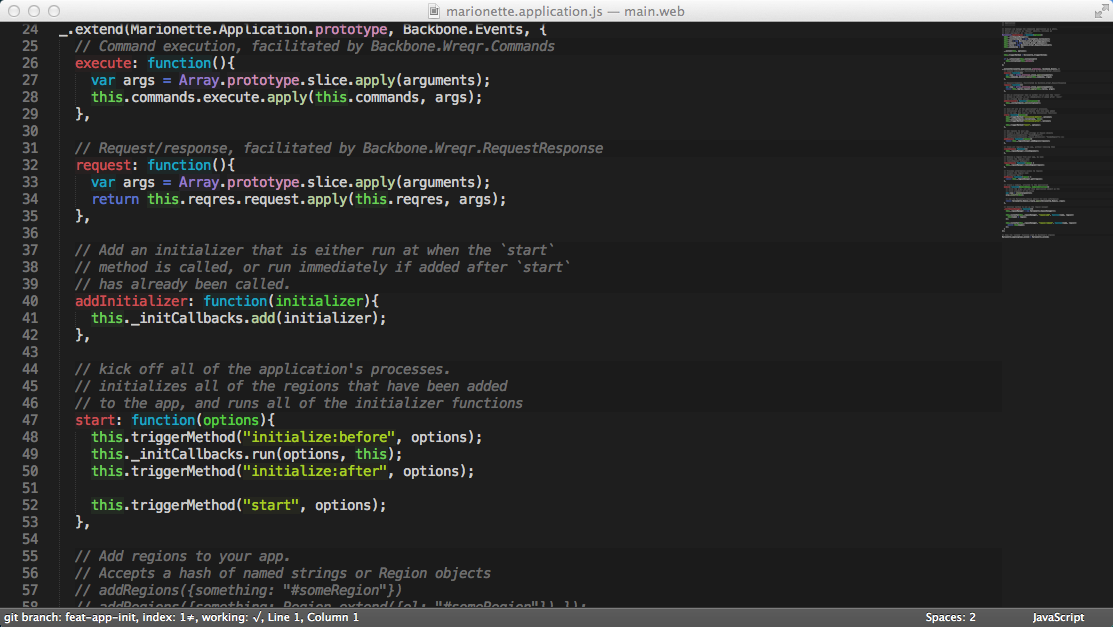 marionette.application.js — main.web
24 _.extend(Marionette.Application.prototype, Backbone.Events, {
25 // Command execution, facilitated by Backbone.Wreqr.Commands
26 execute: function(){
27 var args = Array.prototype.slice.apply(arguments);
28 this.commands.execute.apply(this.commands, args);
29 },
30
31 // Request/response, facilitated by Backbone.Wreqr.RequestResponse
32 request: function(){
33 var args = Array.prototype.slice.apply(arguments);
34 return this.reqres.request.apply(this.reqres, args);
35 },
36
37 // Add an initializer that is either run at when the `start`
38 // method is called, or run immediately if added after `start`
39 // has already been called.
40 addInitializer: function(initializer){
41 this._initCallbacks.add(initializer);
42 },
43
44 // kick off all of the application's processes.
45 // initializes all of the regions that have been added
46 // to the app, and runs all of the initializer functions
47 start: function(options){
48 this.triggerMethod("initialize:before", options);
49 this._initCallbacks.run(options, this);
50 this.triggerMethod("initialize:after", options);
51
52 this.triggerMethod("start", options);
53 },
54
55 // Add regions to your app.
56 // Accepts a hash of named strings or Region objects
57 // addRegions({something: "#someRegion"})
58 // addRegions({something: Region.extend({el: "#someRegion"}) });
git branch: feat-app-init, index: 1≠, working: √, Line 1, Column 1 Spaces: 2 JavaScript